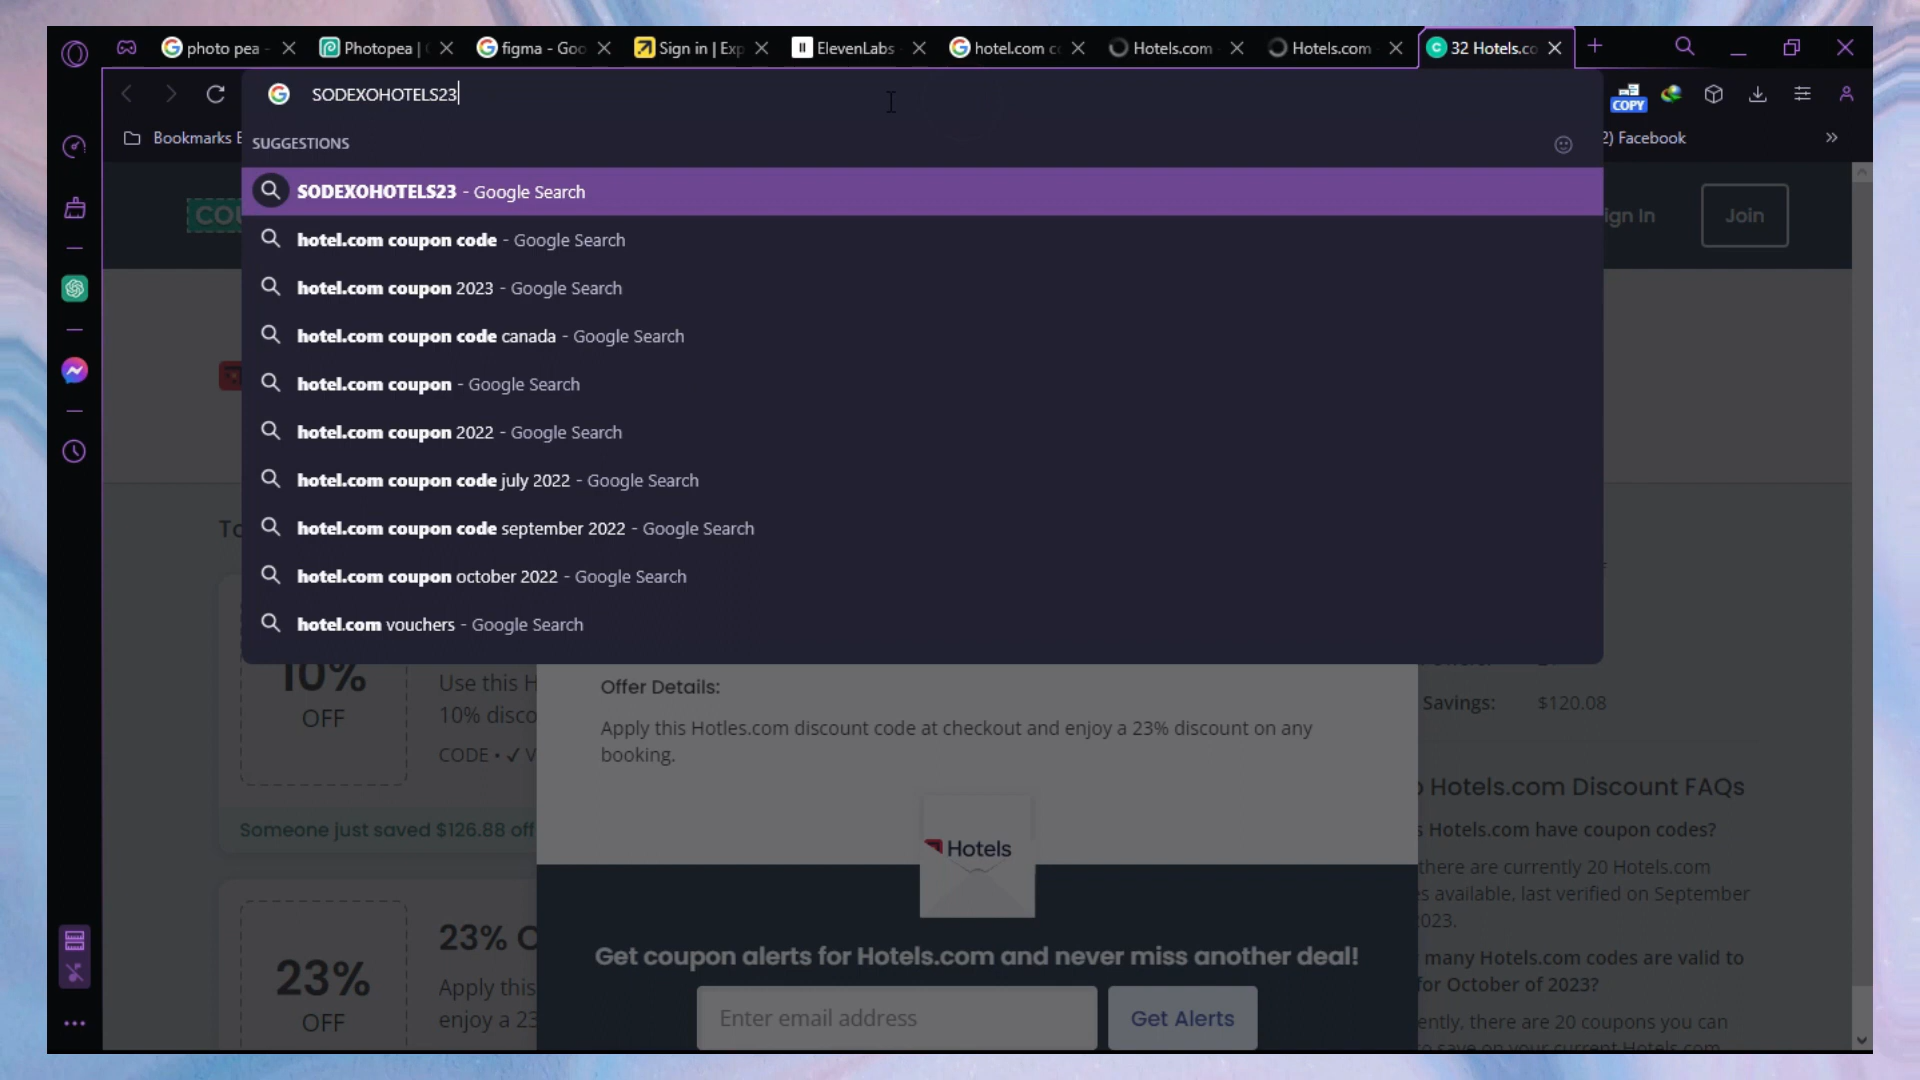 photo pea -
Photopea |
figma - Goo
Sign in | Exp
ElevenLabs
hotel.com c
Hotels.com
Hotels.com
32 Hotels.co
SODEXOHOTELS23
COPY
Bookmarks
2) Facebook
SUGGESTIONS
SODEXOHOTELS23 - Google Search
hotel.com coupon code - Google Search
hotel.com coupon 2023 - Google Search
hotel.com coupon code canada - Google Search
hotel.com coupon - Google Search
hotel.com coupon 2022 - Google Search
hotel.com coupon code july 2022 - Google Search
hotel.com coupon code september 2022 - Google Search
hotel.com coupon october 2022 - Google Search
hotel.com vouchers - Google Search
COU
ign In
Join
10%
OFF
Use this H
10% disco
CODE • ✓ V
Someone just saved $126.88 off
23%
OFF
23% O
Apply this
enjoy a 23
Offer Details:
Apply this Hotles.com discount code at checkout and enjoy a 23% discount on any
booking.
Hotels
Get coupon alerts for Hotels.com and never miss another deal!
Enter email address
Get Alerts
Savings: $120.08
Hotels.com Discount FAQs
s Hotels.com have coupon codes?
there are currently 20 Hotels.com
s available, last verified on September
023.
many Hotels.com codes are valid to
for October of 2023?
ently, there are 20 coupons you can
to save on your current Hotels.com